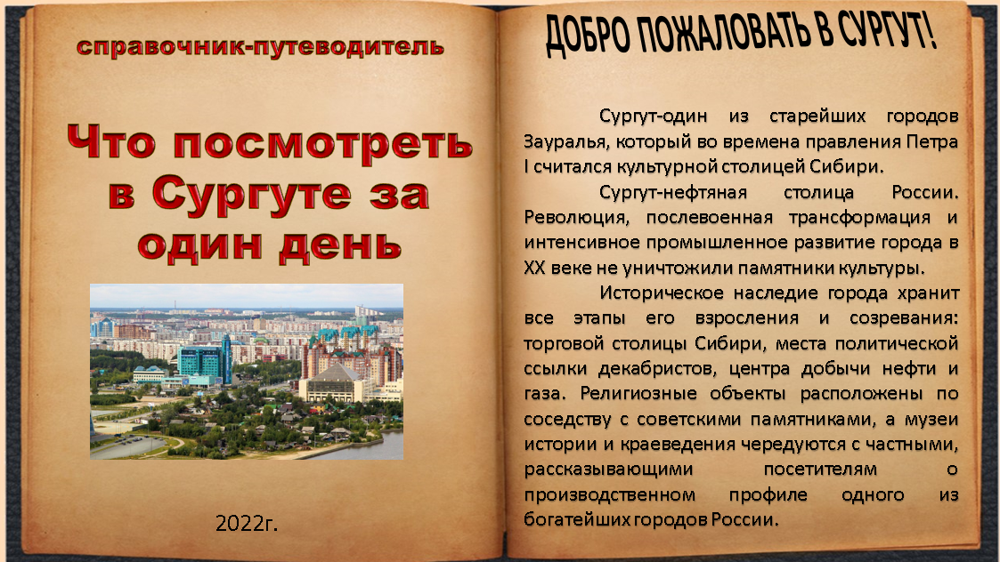 справочник-путеводитель
Что посмотреть
в Сургуте за
один день
2022г.
ДОБРО ПОЖАЛОВАТЬ В СУРГУТ!
Сургут-один из старейших городов
Зауралья, который во времена правления Петра
I считался культурной столицей Сибири.
Сургут-нефтяная столица России.
Революция, послевоенная трансформация и
интенсивное промышленное развитие города в
XX веке не уничтожили памятники культуры.
Историческое наследие города хранит
все этапы его взросления и созревания:
торговой столицы Сибири, места политической
ссылки декабристов, центра добычи нефти и
газа. Религиозные объекты расположены по
соседству с советскими памятниками, а музеи
истории и краеведения чередуются с частными,
рассказывающими посетителям о
производственном профиле одного из
богатейших городов России.